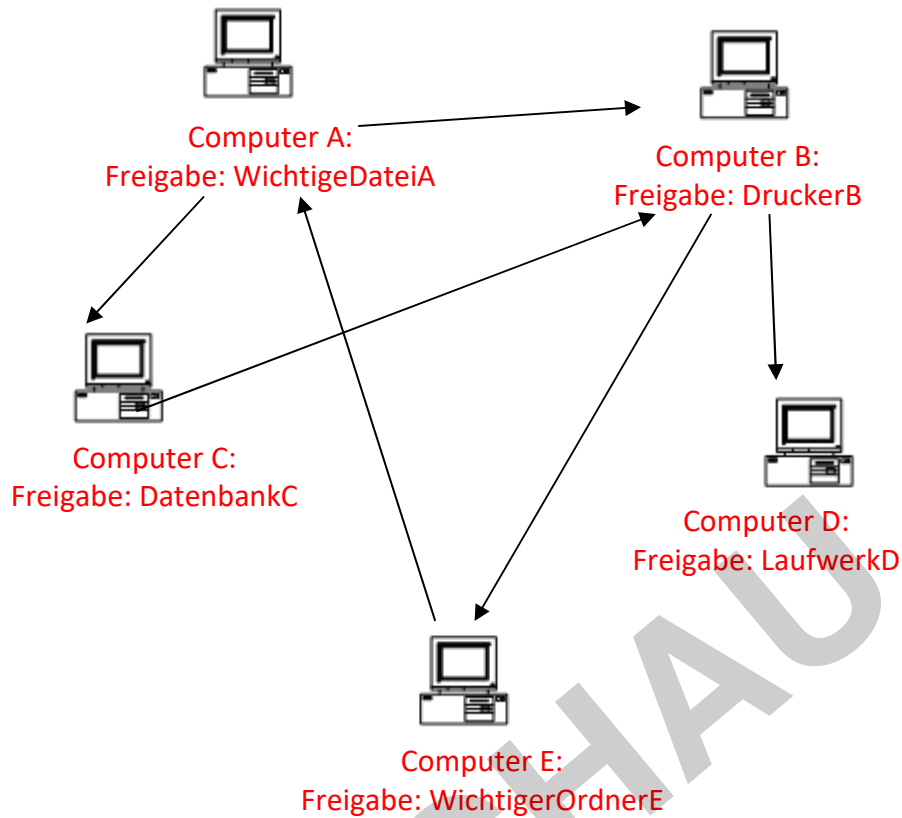 Computer A:
Freigabe: WichtigeDateiA
Computer B:
Freigabe: DruckerB
Computer C:
Freigabe: DatenbankC
Computer D:
Freigabe: LaufwerkD
Computer E:
Freigabe: WichtigerOrdnerE